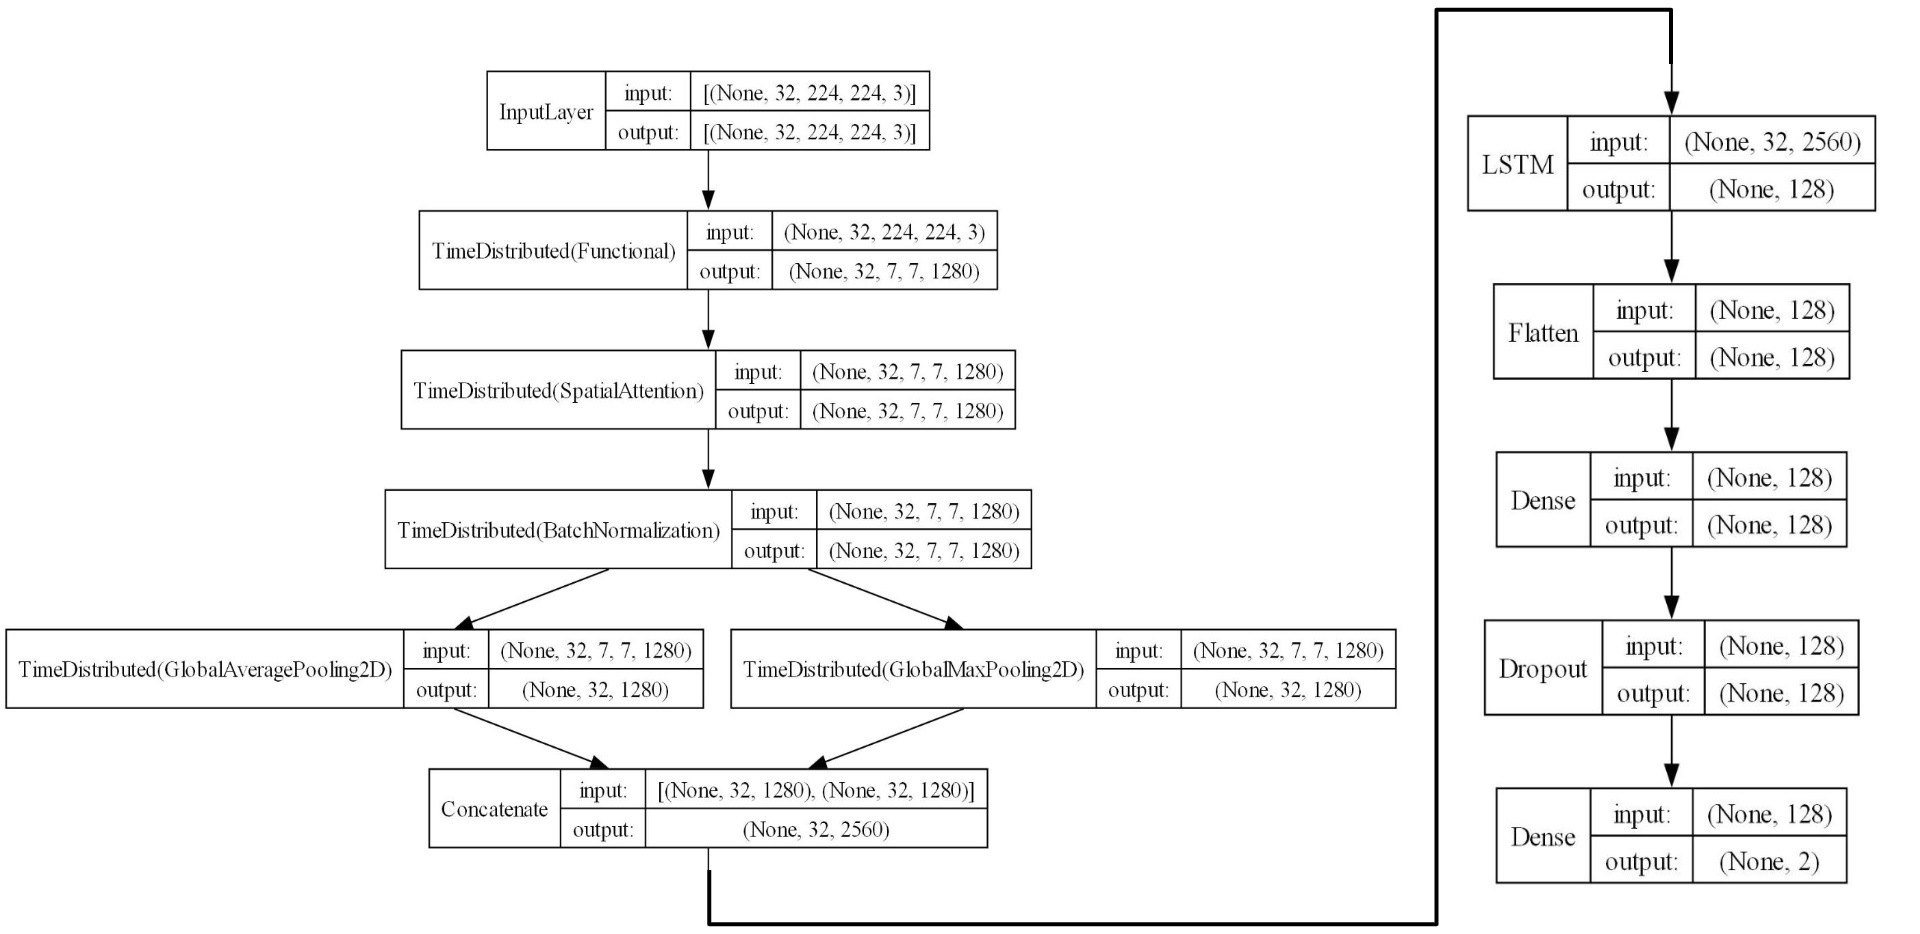 InputLayer
input: [(None, 32, 224, 224, 3)]
output: [(None, 32, 224, 224, 3)]
TimeDistributed(Functional)
input: (None, 32, 224, 224, 3)
output: (None, 32, 7, 7, 1280)
TimeDistributed(SpatialAttention)
input: (None, 32, 7, 7, 1280)
output: (None, 32, 7, 7, 1280)
TimeDistributed(BatchNormalization)
input: (None, 32, 7, 7, 1280)
output: (None, 32, 7, 7, 1280)
TimeDistributed(GlobalAveragePooling2D)
input: (None, 32, 7, 7, 1280)
output: (None, 32, 1280)
TimeDistributed(GlobalMaxPooling2D)
input: (None, 32, 7, 7, 1280)
output: (None, 32, 1280)
Concatenate
input: [(None, 32, 1280), (None, 32, 1280)]
output: (None, 32, 2560)
LSTM
input: (None, 32, 2560)
output: (None, 128)
Flatten
input: (None, 128)
output: (None, 128)
Dense
input: (None, 128)
output: (None, 128)
Dropout
input: (None, 128)
output: (None, 128)
Dense
input: (None, 128)
output: (None, 2)